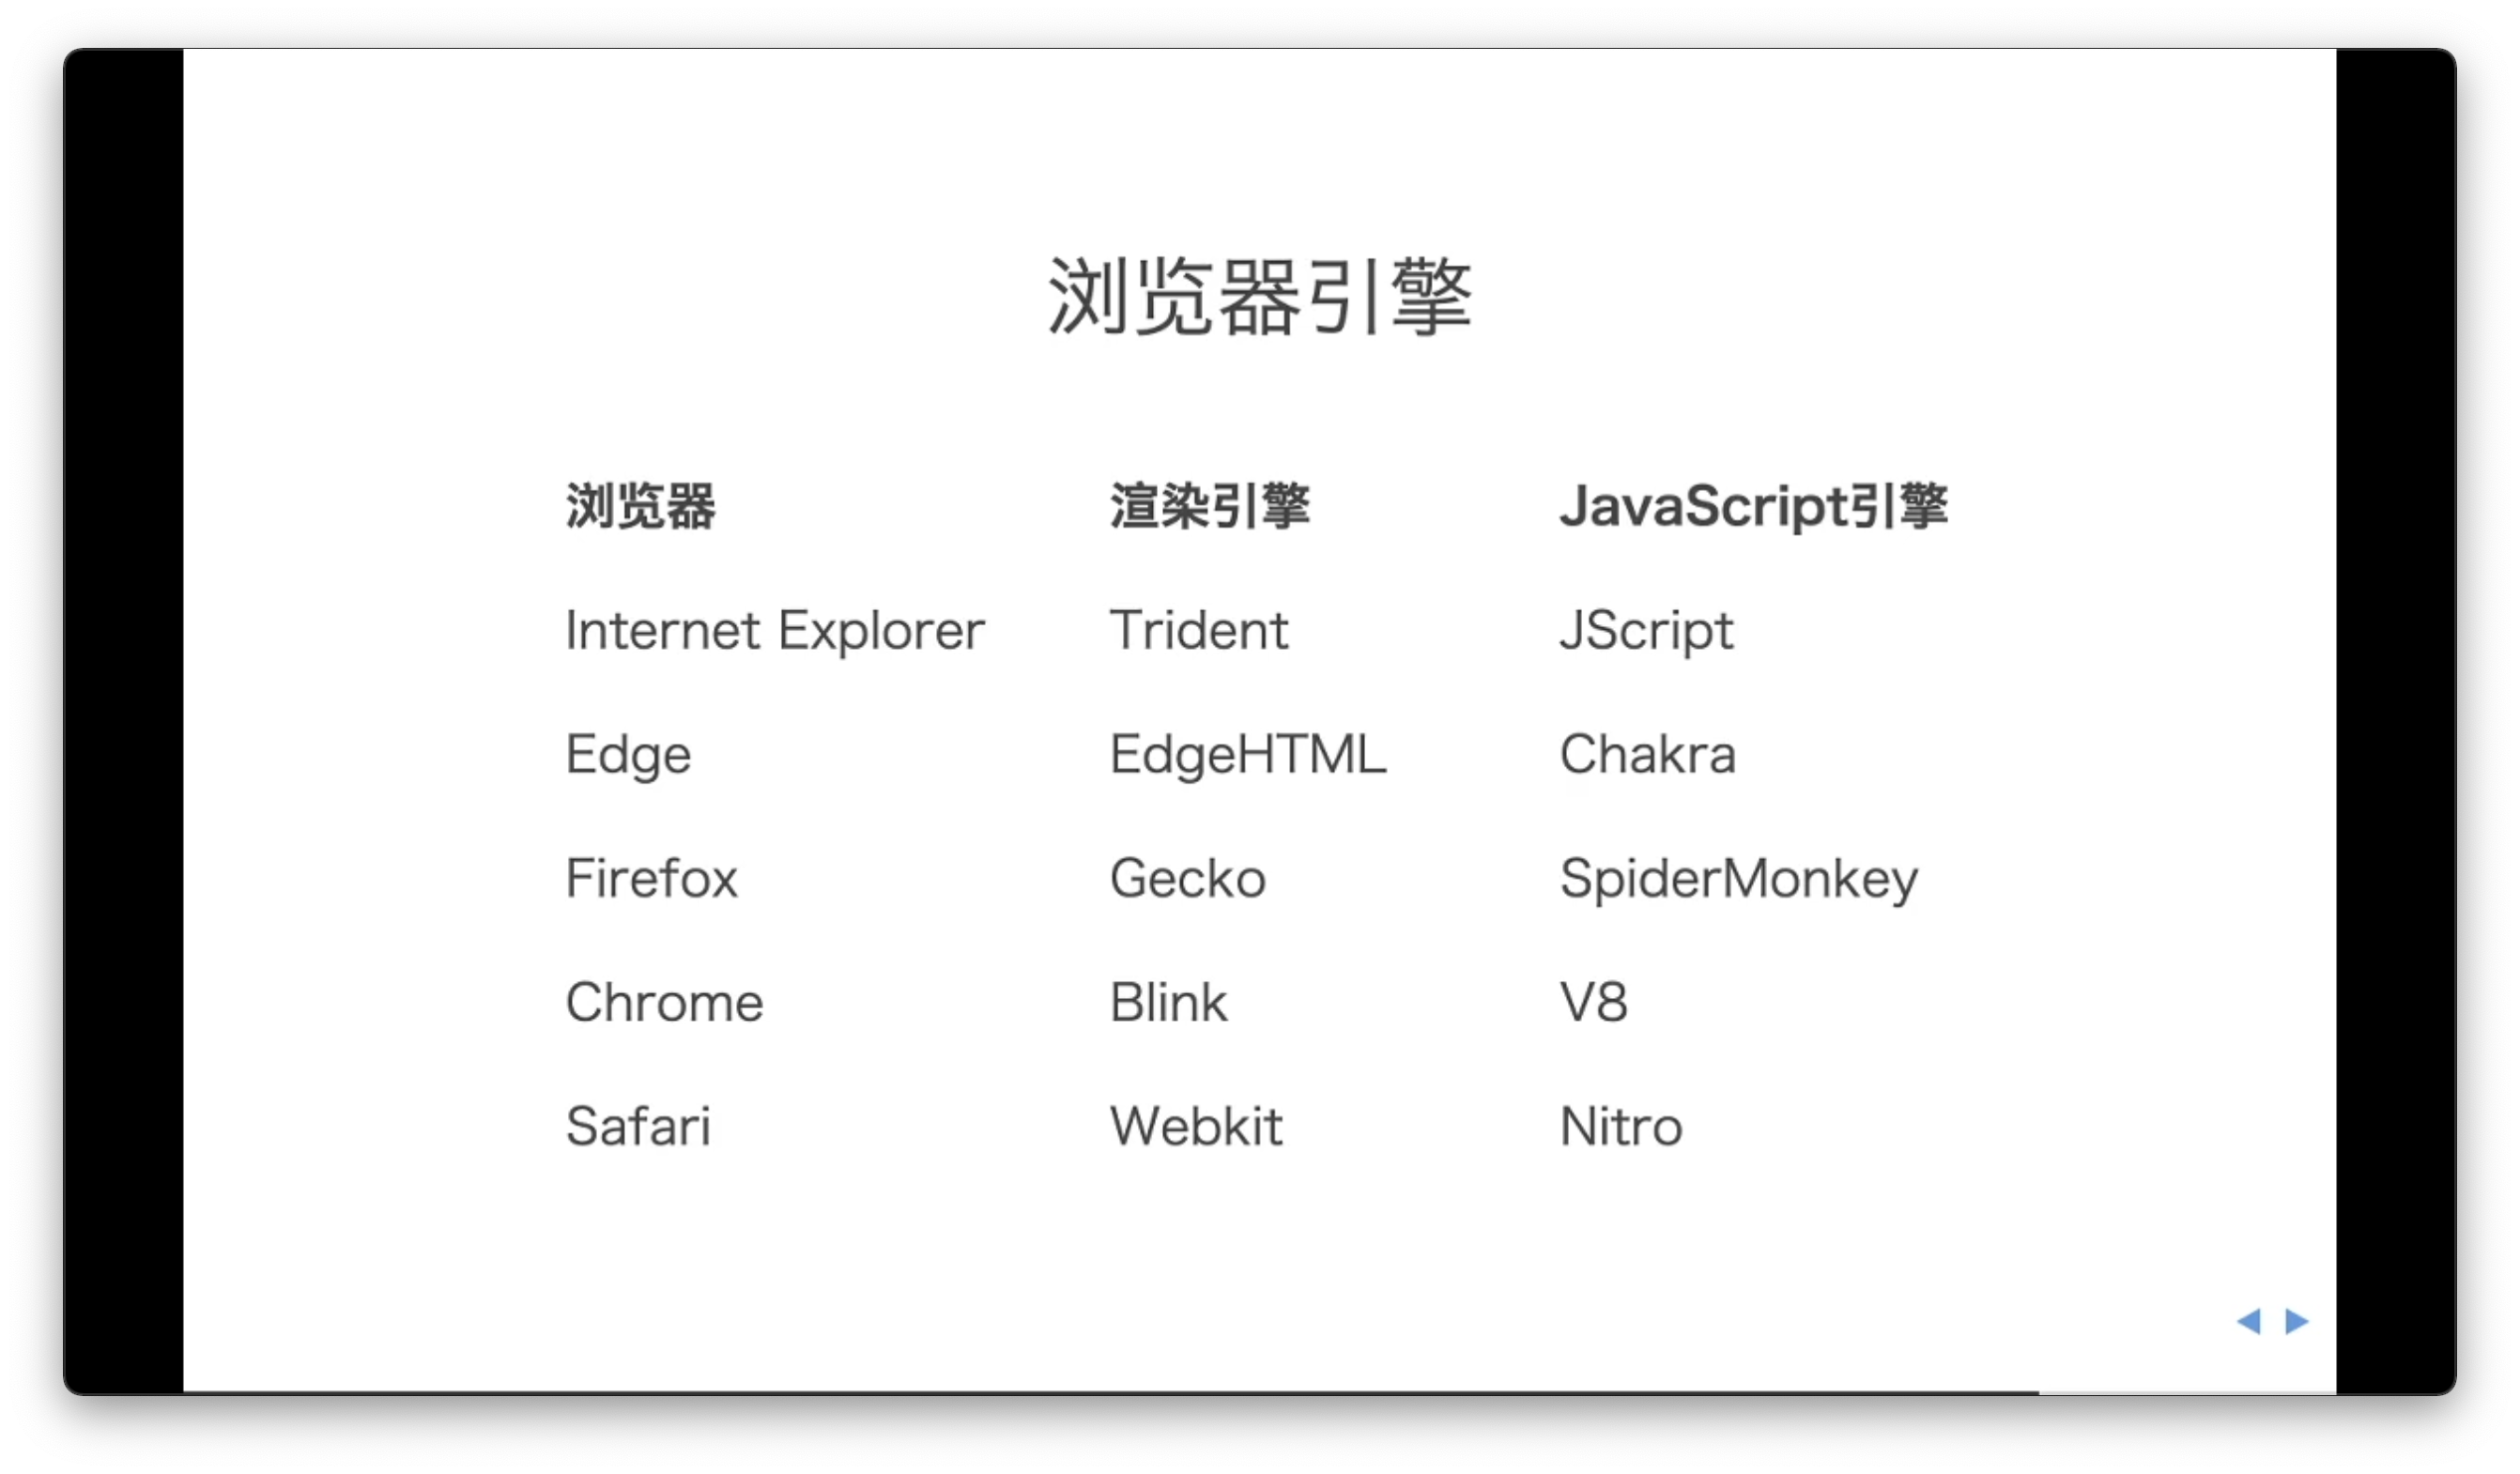 浏览器引擎
浏览器 渲染引擎 JavaScript引擎
Internet Explorer Trident JScript
Edge EdgeHTML Chakra
Firefox Gecko SpiderMonkey
Chrome Blink V8
Safari Webkit Nitro